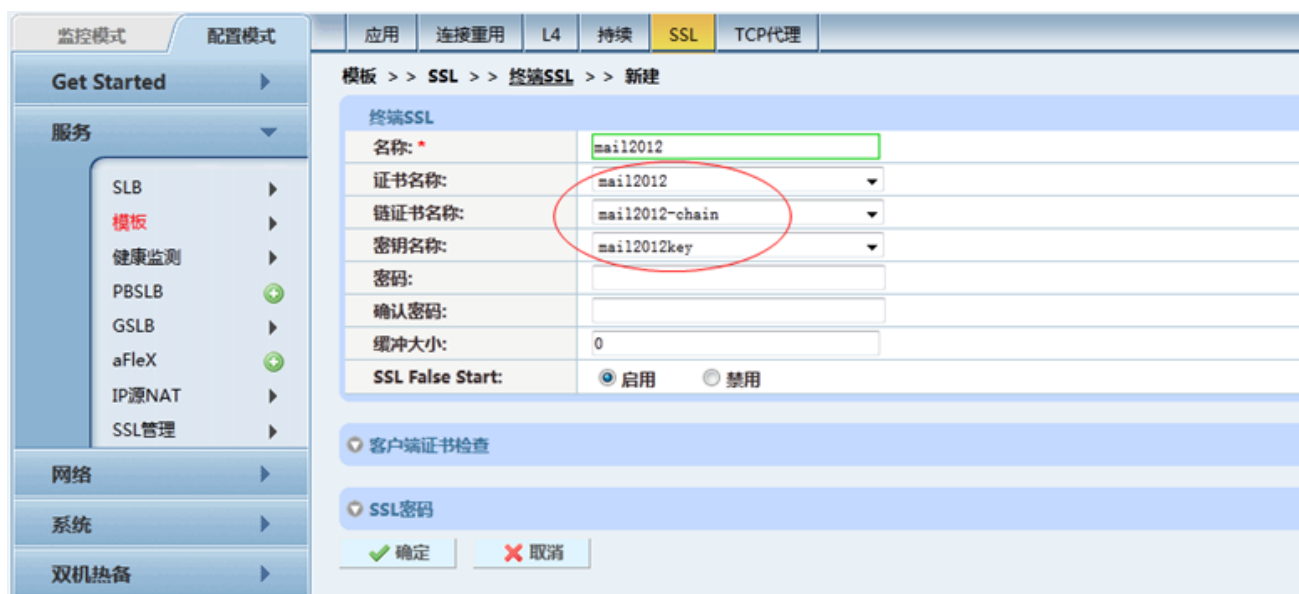 监控模式 配置模式
应用 连接重用 L4 持续 SSL TCP代理
Get Started
服务
SLB
模板
健康监测
PBSLB
GSLB
aFleX
IP源NAT
SSL管理
网络
系统
双机热备
模板 > > SSL > > 终端SSL > > 新建
终端SSL
名称: * mail2012
证书名称: mail2012
链证书名称: mail2012-chain
密钥名称: mail2012key
密码:
确认密码:
缓冲大小: 0
SSL False Start: 启用 禁用
客户端证书检查
SSL密码
确定 取消